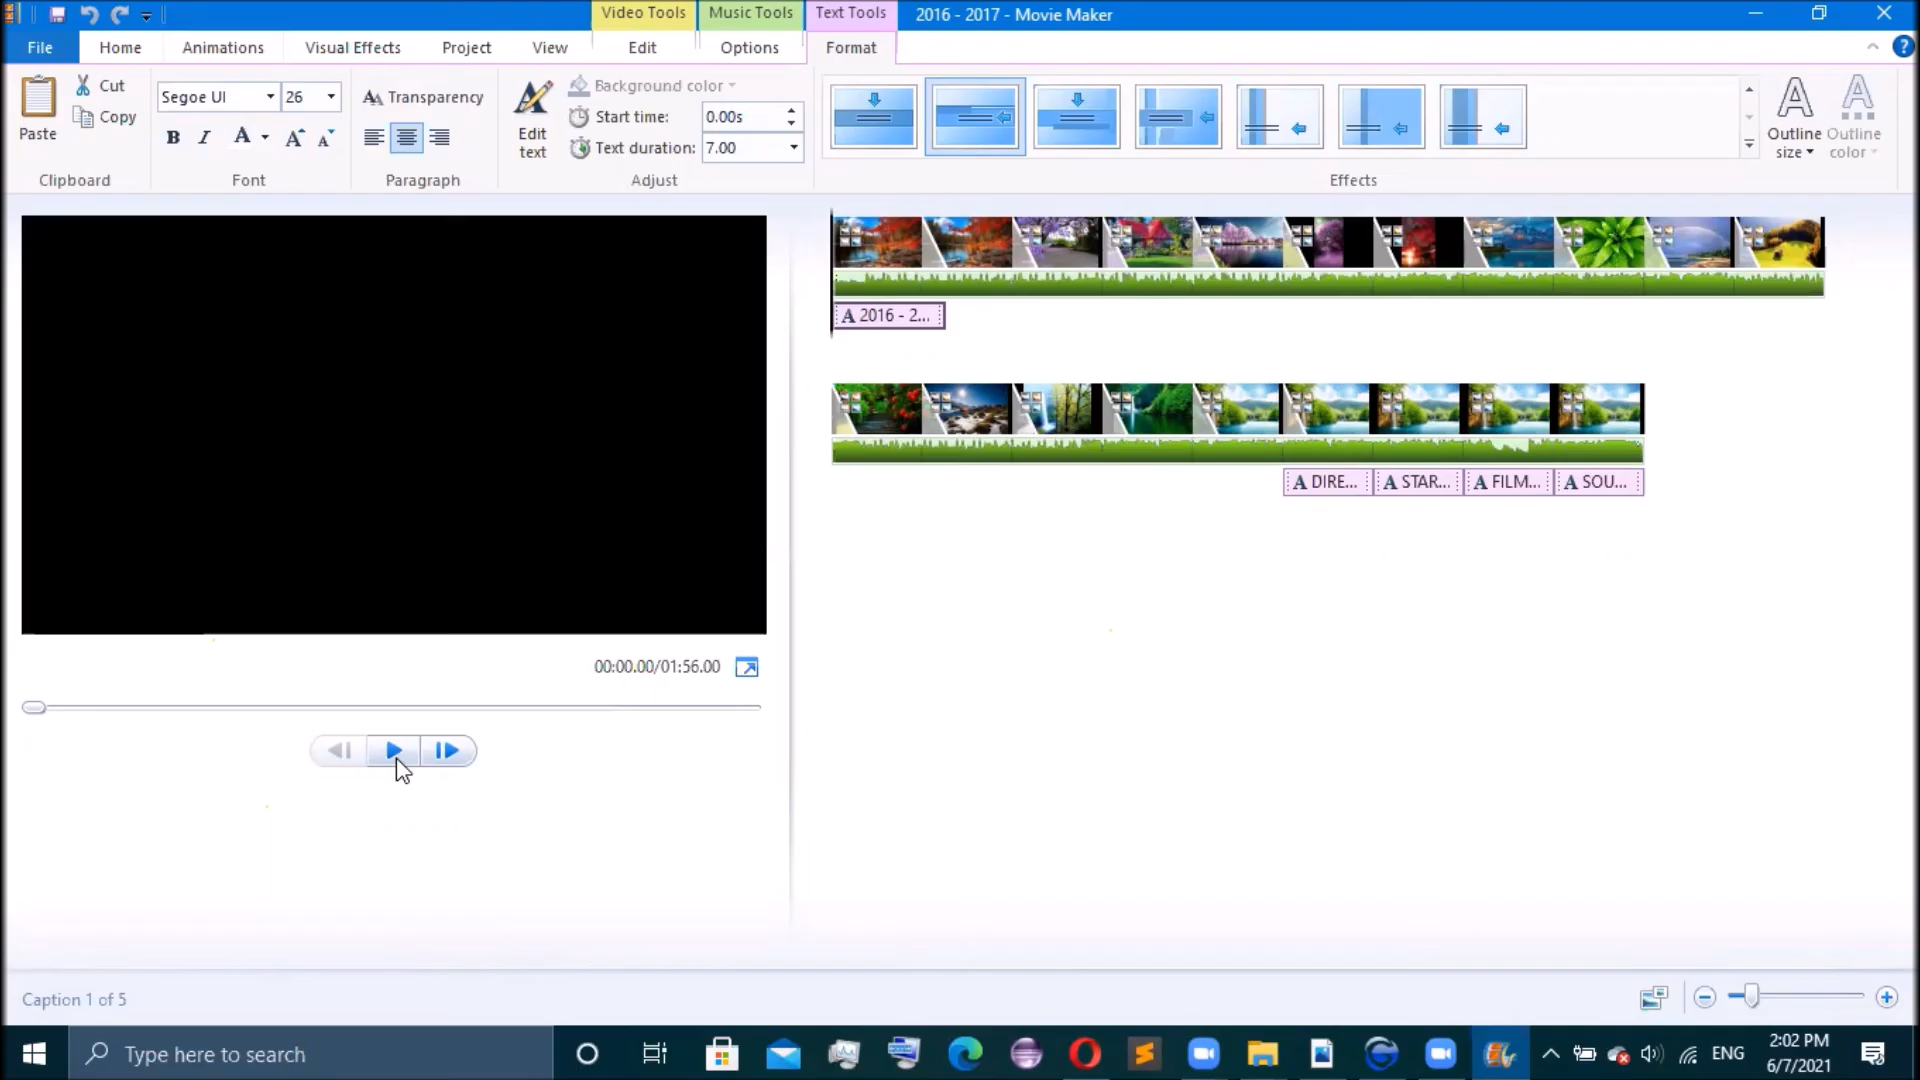 Video Tools
Music Tools
Text Tools
2016 - 2017 - Movie Maker
File
Home
Animations
Visual Effects
Project
View
Edit
Options
Format
Paste
Cut
Copy
Clipboard
Segoe UI
26
B I A A A
Font
Transparency
Paragraph
Edit
text
Background color
Start time:
0.00s
Text duration:
7.00
Adjust
Effects
Outline
size
Outline
color
A 2016 - 2...
A DIRE...
A STAR...
A FILM...
A SOU...
00:00.00/01:56.00
Caption 1 of 5
Type here to search
ENG
2:02 PM
6/7/2021